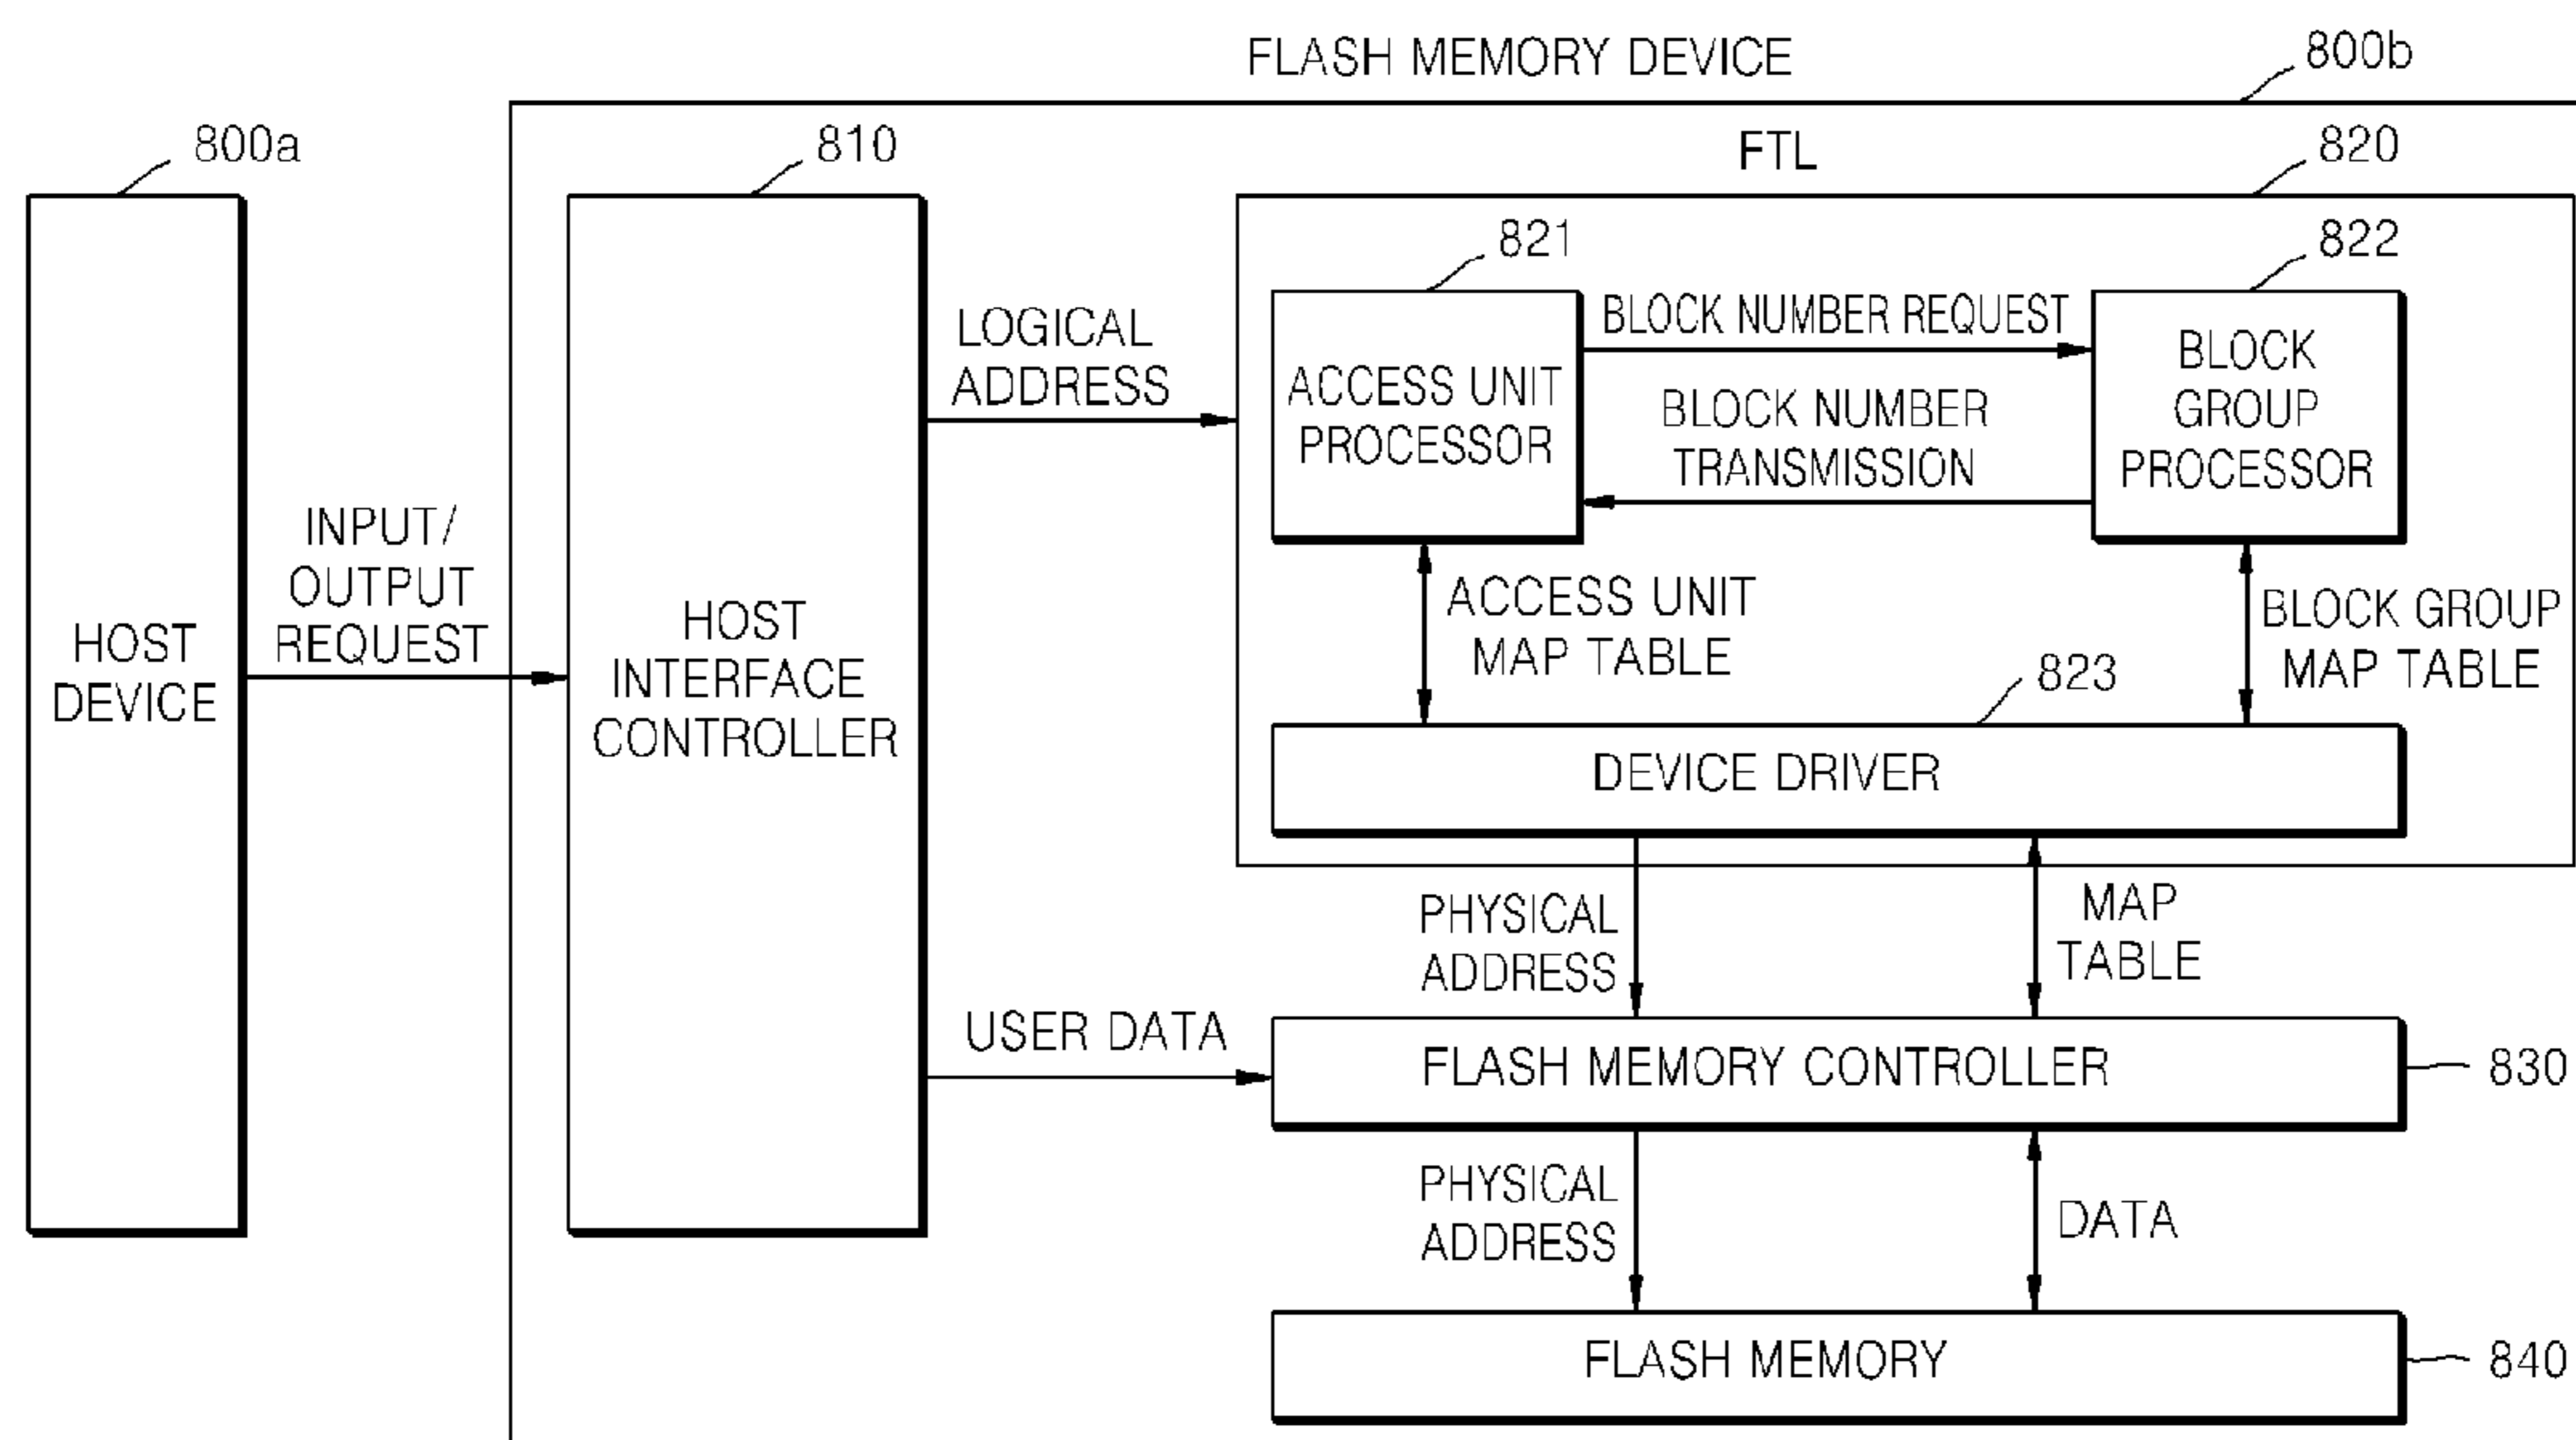 FLASH MEMORY DEVICE
800b
800a
810
FTL
820
821
822
HOST
DEVICE
INPUT/
OUTPUT
REQUEST
HOST
INTERFACE
CONTROLLER
LOGICAL
ADDRESS
ACCESS UNIT
PROCESSOR
BLOCK NUMBER REQUEST
BLOCK NUMBER
TRANSMISSION
BLOCK
GROUP
PROCESSOR
ACCESS UNIT
MAP TABLE
BLOCK GROUP
MAP TABLE
823
DEVICE DRIVER
PHYSICAL
ADDRESS
MAP
TABLE
USER DATA
FLASH MEMORY CONTROLLER
830
PHYSICAL
ADDRESS
DATA
FLASH MEMORY
840